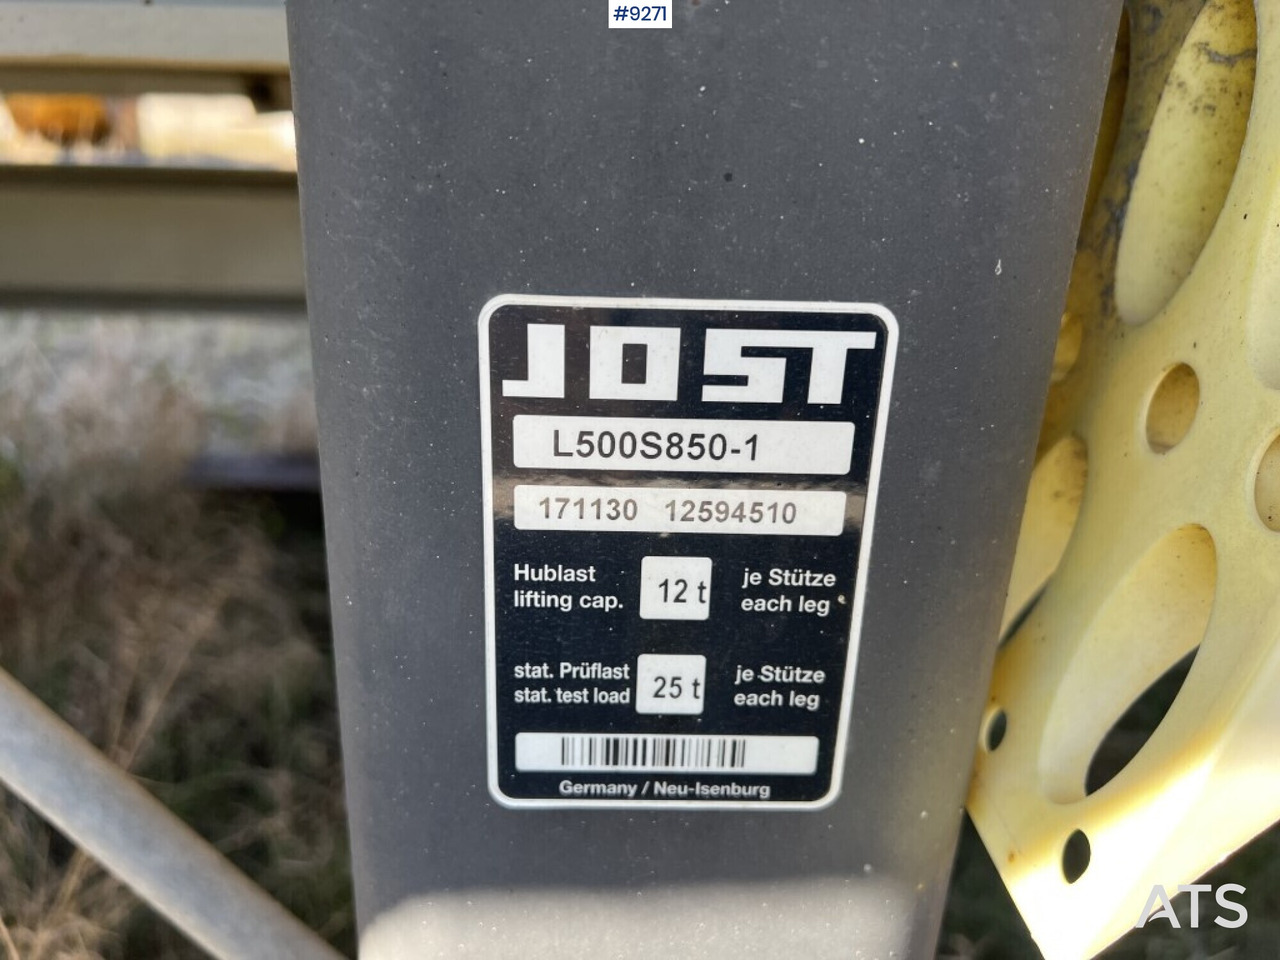 #9271
JOST
L500S850-1
171130 12594510
Hublast 12 t je Stütze
lifting cap. each leg
stat. Prüflast 25 t je Stütze
stat. test load each leg
Germany / Neu-Isenburg
ATS